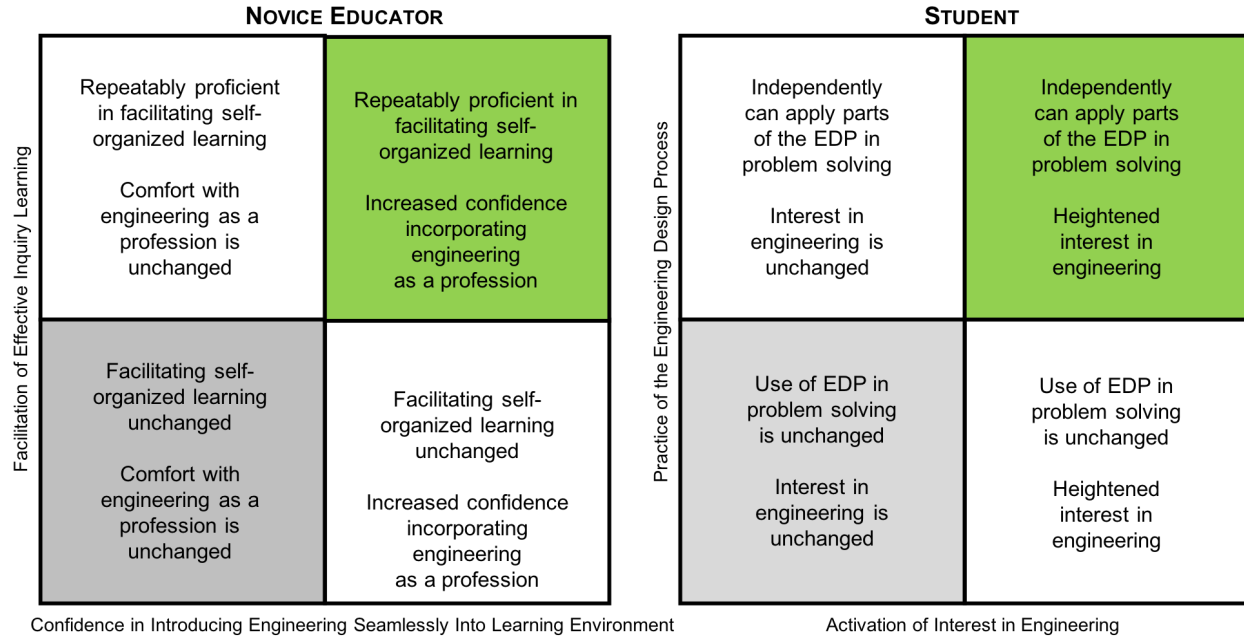 NOVICE EDUCATOR
Facilitation of Effective Inquiry Learning
Repeatably proficient
in facilitating self-
organized learning
Comfort with
engineering as a
profession is
unchanged
Repeatably proficient in
facilitating self-
organized learning
Increased confidence
incorporating
engineering
as a profession
Facilitating self-
organized learning
unchanged
Comfort with
engineering as a
profession is
unchanged
Facilitating self-
organized learning
unchanged
Increased confidence
incorporating
engineering
as a profession
Confidence in Introducing Engineering Seamlessly Into Learning Environment
STUDENT
Practice of the Engineering Design Process
Independently
can apply parts
of the EDP in
problem solving
Interest in
engineering is
unchanged
Independently
can apply parts
of the EDP in
problem solving
Heightened
interest in
engineering
Use of EDP in
problem solving
is unchanged
Interest in
engineering is
unchanged
Use of EDP in
problem solving
is unchanged
Heightened
interest in
engineering
Activation of Interest in Engineering